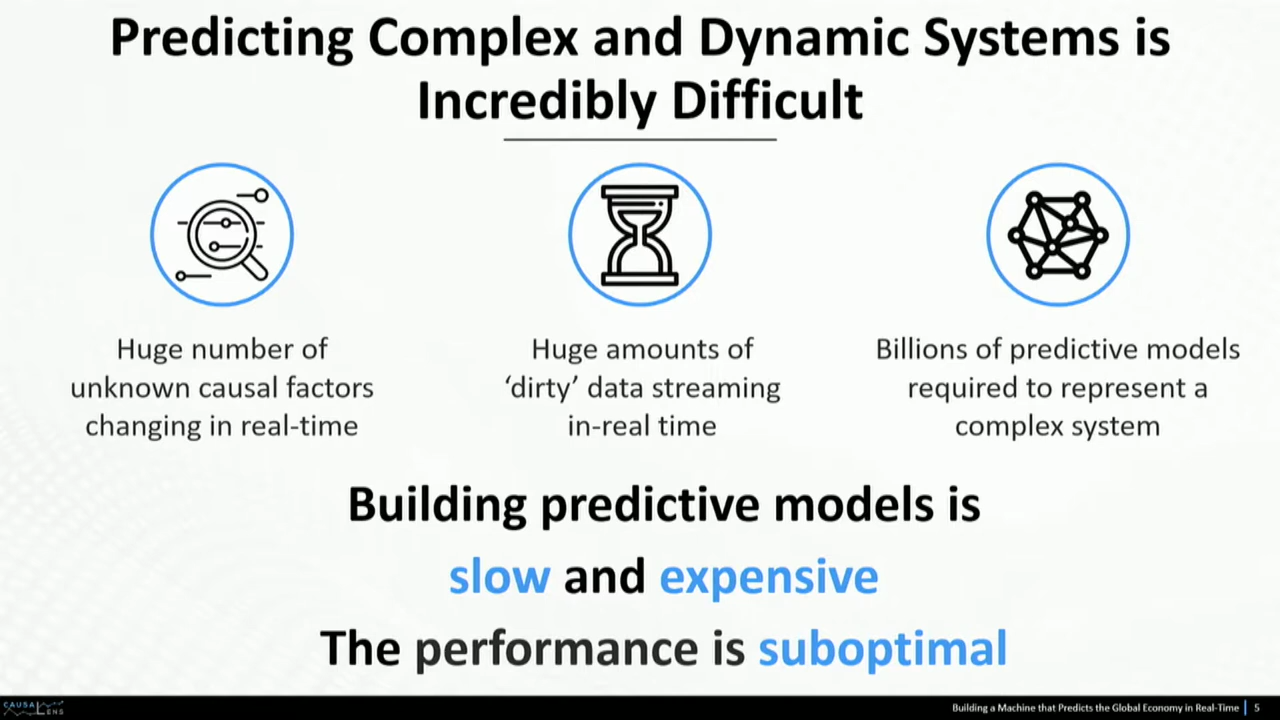 Predicting Complex and Dynamic Systems is
Incredibly Difficult
Huge number of
unknown causal factors
changing in real-time
Huge amounts of
‘dirty’ data streaming
in-real time
Billions of predictive models
required to represent a
complex system
Building predictive models is
slow and expensive
The performance is suboptimal
CAUSALENS
Building a Machine that Predicts the Global Economy in Real-Time | 5